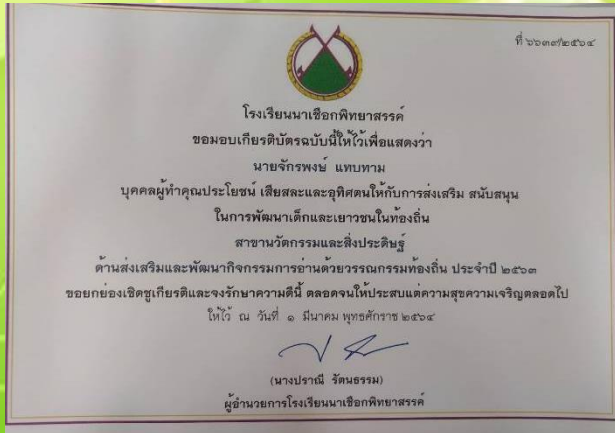 ที่ ๖๖๓๙/๒๕๖๔
โรงเรียนนาเชือกพิทยาสรรค์
ขอมอบเกียรติบัตรฉบับนี้ให้ไว้เพื่อแสดงว่า
นายจักรพงษ์ แทบทาม
บุคคลผู้ทำคุณประโยชน์ เสียสละและอุทิศตนให้กับการส่งเสริม สนับสนุน
ในการพัฒนาเด็กและเยาวชนในท้องถิ่น
สาขานวัตกรรมและสิ่งประดิษฐ์
ด้านส่งเสริมและพัฒนากิจกรรมการอ่านด้วยวรรณกรรมท้องถิ่น ประจำปี ๒๕๖๓
ขอยกย่องเชิดชูเกียรติและจงรักษาความดีนี้ ตลอดจนให้ประสบแต่ความสุขความเจริญตลอดไป
ให้ไว้ ณ วันที่ ๑ มีนาคม พุทธศักราช ๒๕๖๔
(นางปราณี รัตนธรรม)
ผู้อำนวยการโรงเรียนนาเชือกพิทยาสรรค์